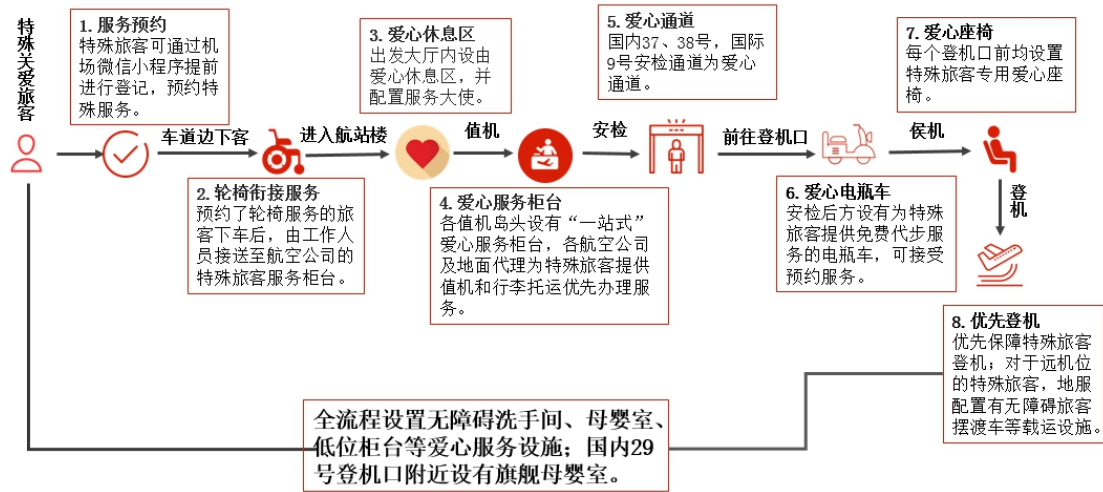 特殊关爱旅客
1. 服务预约
特殊旅客可通过机
场微信小程序提前
进行登记，预约特
殊服务。
车道边下客
2. 轮椅衔接服务
预约了轮椅服务的旅
客下车后，由工作人
员接送至航空公司的
特殊旅客服务柜台。
进入航站楼
3. 爱心休息区
出发大厅内设由
爱心休息区，并
配置服务大使。
值机
4. 爱心服务柜台
各值机岛头设有“一站式”
爱心服务柜台，各航空公司
及地面代理为特殊旅客提供
值机和行李托运优先办理服
务。
安检
5. 爱心通道
国内37、38号，国际
9号安检通道为爱心
通道。
前往登机口
6. 爱心电瓶车
安检后方设有为特殊
旅客提供免费代步服
务的电瓶车，可接受
预约服务。
侯机
7. 爱心座椅
每个登机口前均设置
特殊旅客专用爱心座
椅。
登机
8. 优先登机
优先保障特殊旅客
登机；对于远机位
的特殊旅客，地服
配置有无障碍旅客
摆渡车等载运设施。
全流程设置无障碍洗手间、母婴室、
低位柜台等爱心服务设施；国内29
号登机口附近设有旗舰母婴室。